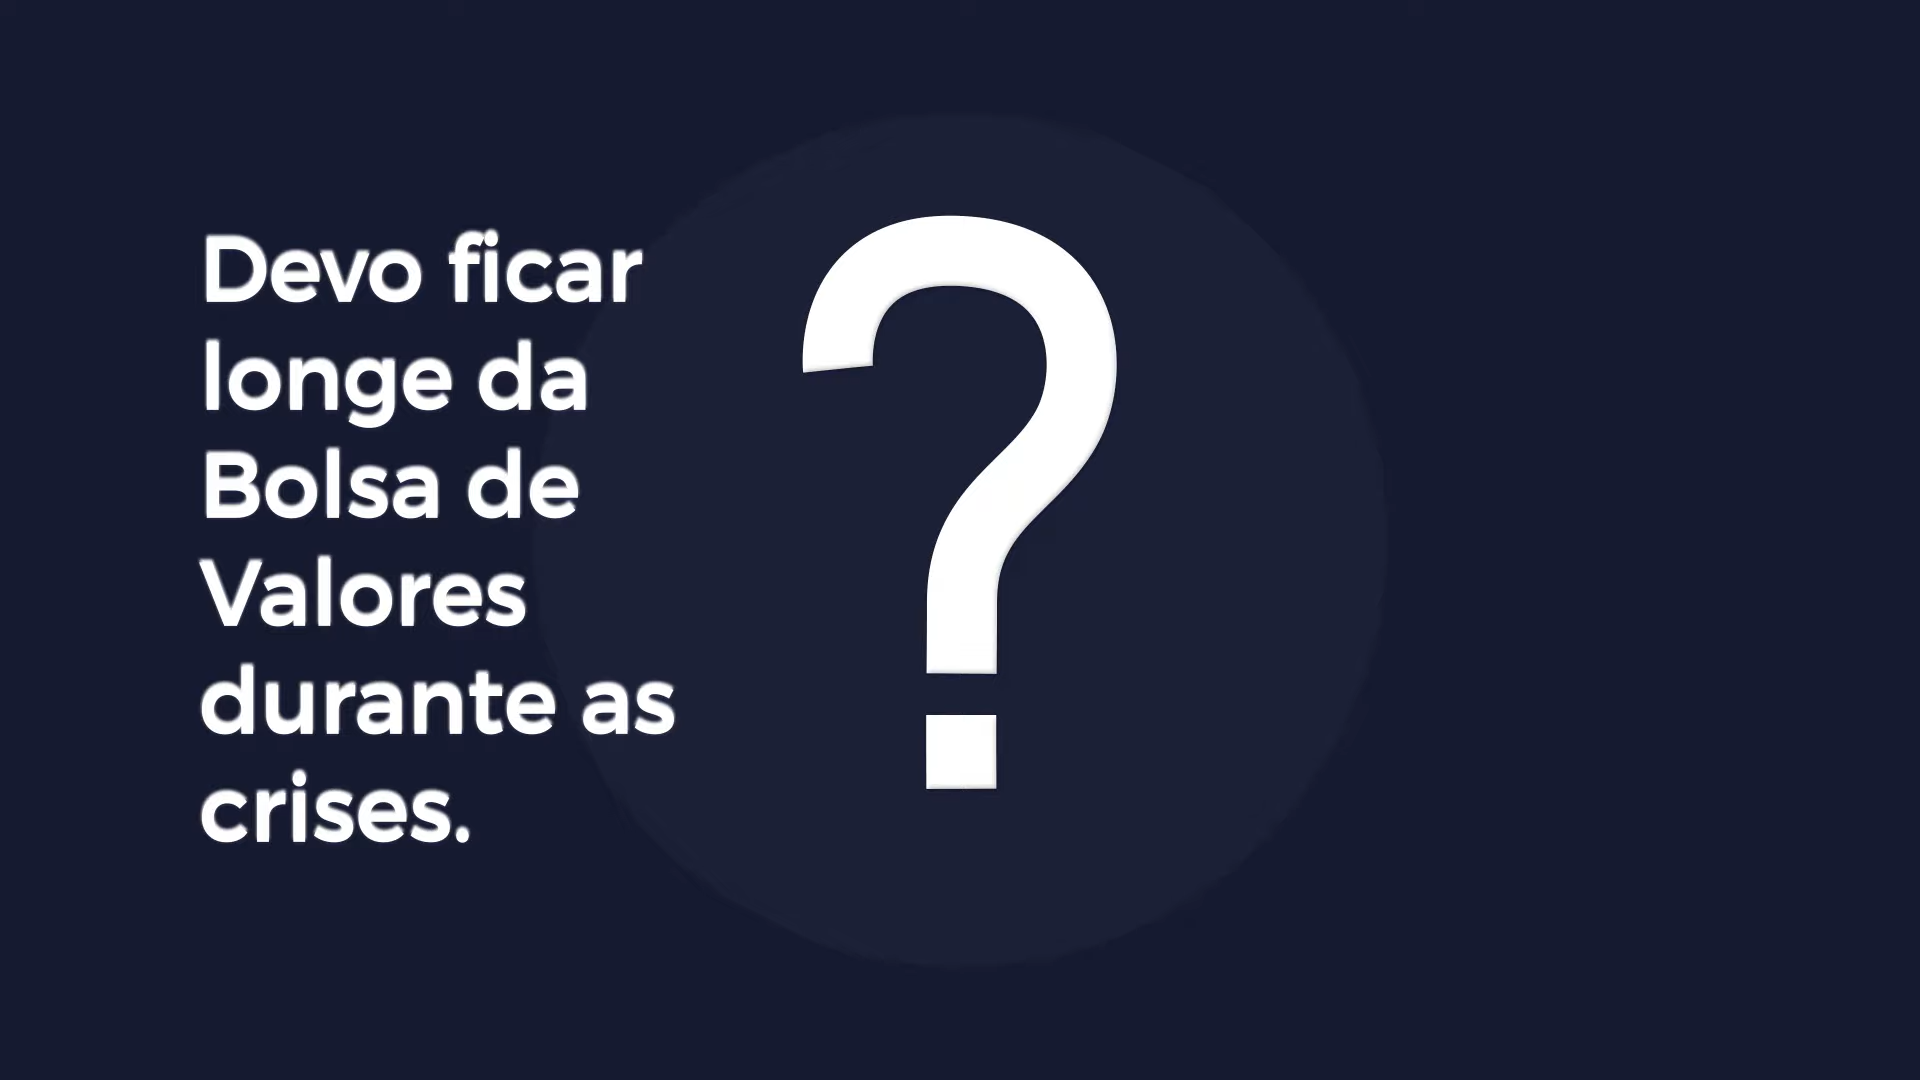 Devo ficar
longe da
Bolsa de
Valores
durante as
crises.
?